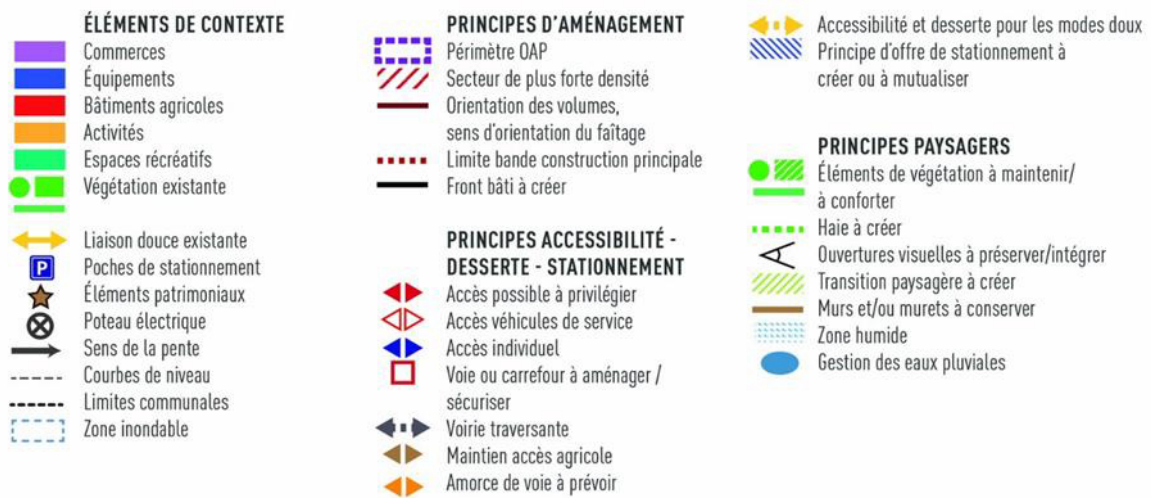 ÉLÉMENTS DE CONTEXTE
Commerces
Équipements
Bâtiments agricoles
Activités
Espaces récréatifs
Végétation existante
Liaison douce existante
P
Poches de stationnement
Éléments patrimoniaux
Poteau électrique
Sens de la pente
Courbes de niveau
Limites communales
Zone inondable
PRINCIPES D'AMÉNAGEMENT
Périmètre OAP
Secteur de plus forte densité
Orientation des volumes,
sens d'orientation du faîtage
Limite bande construction principale
Front bâti à créer
PRINCIPES ACCESSIBILITÉ -
DESSERTE - STATIONNEMENT
Accès possible à privilégier
Accès véhicules de service
Accès individuel
Voie ou carrefour à aménager /
sécuriser
Voirie traversante
Maintien accès agricole
Amorce de voie à prévoir
Accessibilité et desserte pour les modes doux
Principe d'offre de stationnement à
créer ou à mutualiser
PRINCIPES PAYSAGERS
Éléments de végétation à maintenir/
à conforter
Haie à créer
Ouvertures visuelles à préserver/intégrer
Transition paysagère à créer
Murs et/ou murets à conserver
Zone humide
Gestion des eaux pluviales